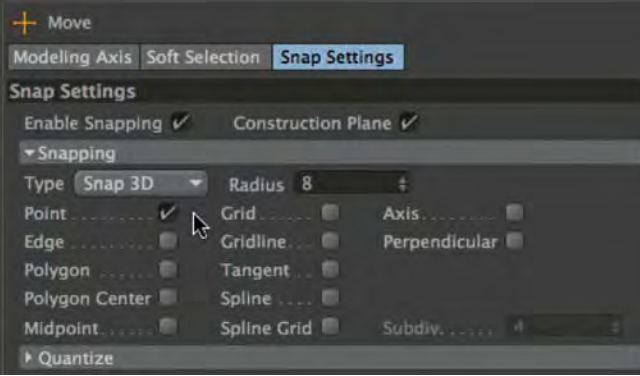 Move
Modeling Axis Soft Selection Snap Settings
Snap Settings
Enable Snapping Construction Plane
Snapping
Type Snap 3D Radius 8
Point ......... Grid ......... Axis .........
Edge ......... Gridline ... Perpendicular
Polygon ...... Tangent ...
Polygon Center Spline ....
Midpoint ...... Spline Grid Subdiv. ...... 4
Quantize